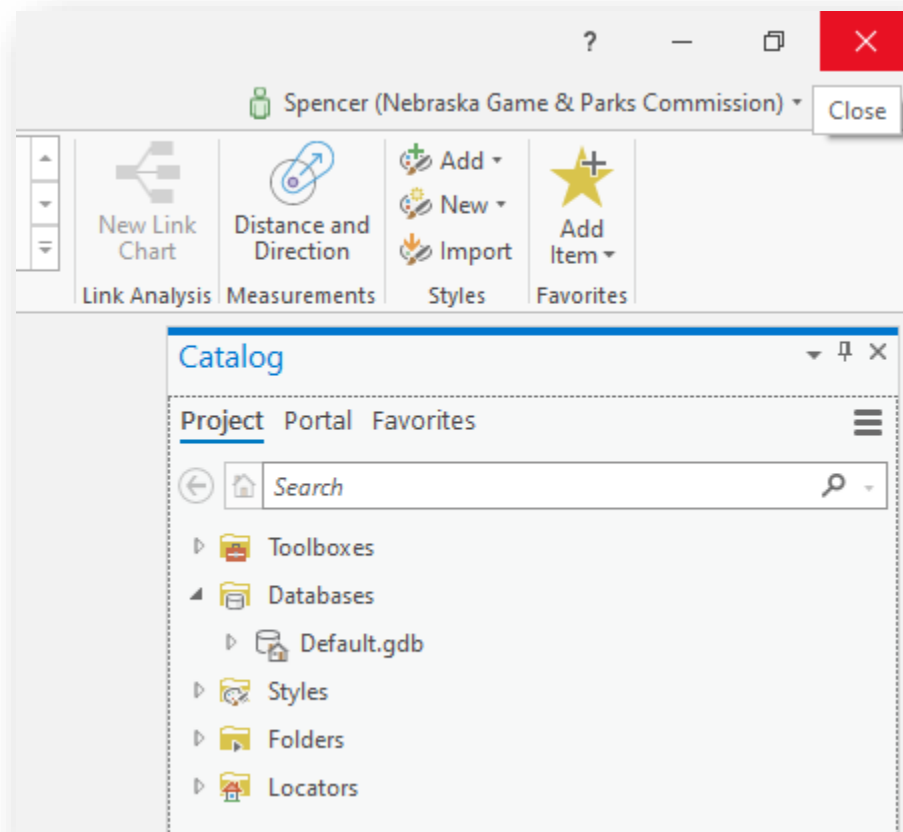 ?
Spencer (Nebraska Game & Parks Commission)
Close
New Link
Chart
Link Analysis
Distance and
Direction
Measurements
Add
New
Import
Styles
Add
Item
Favorites
Catalog
Project Portal Favorites
Search
Toolboxes
Databases
Default.gdb
Styles
Folders
Locators